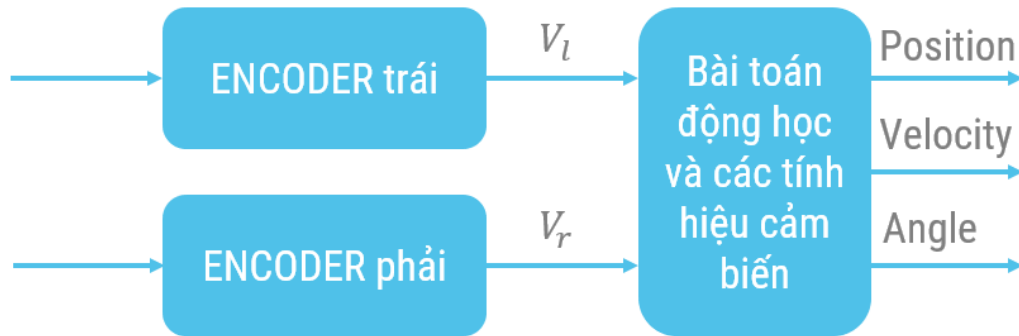 ENCODER trái
V_l
Bài toán
động học
và các tính
hiệu cảm
biến
Position
Velocity
Angle
ENCODER phải
V_r